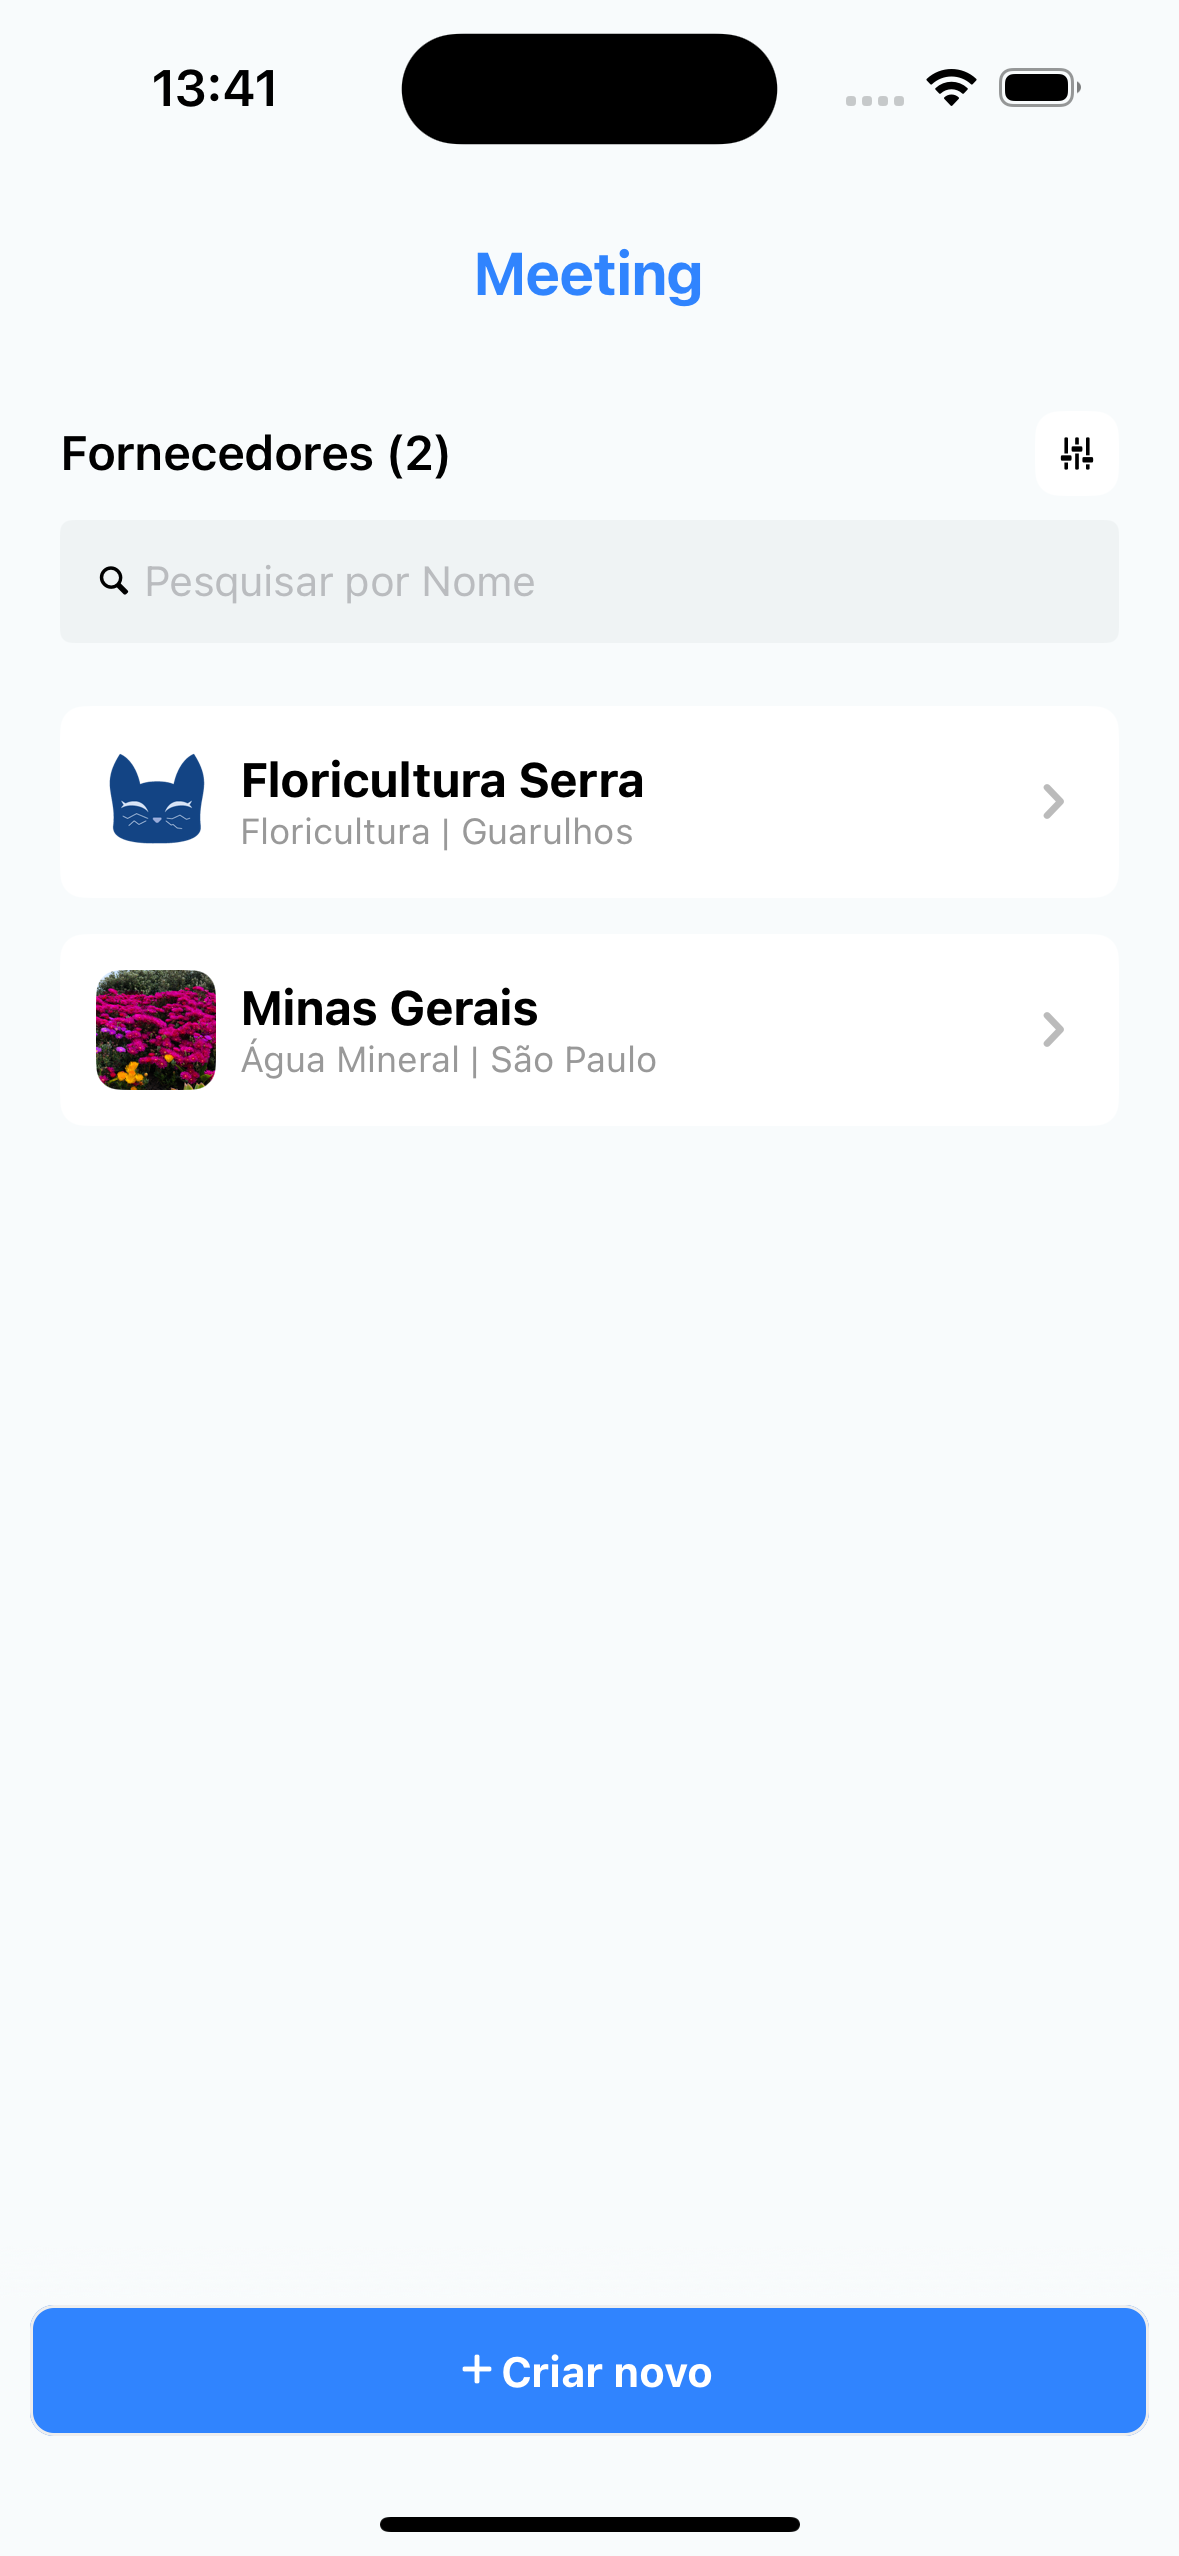 13:41
Meeting
Fornecedores (2)
Pesquisar por Nome
Floricultura Serra
Floricultura | Guarulhos
Minas Gerais
Água Mineral | São Paulo
+ Criar novo